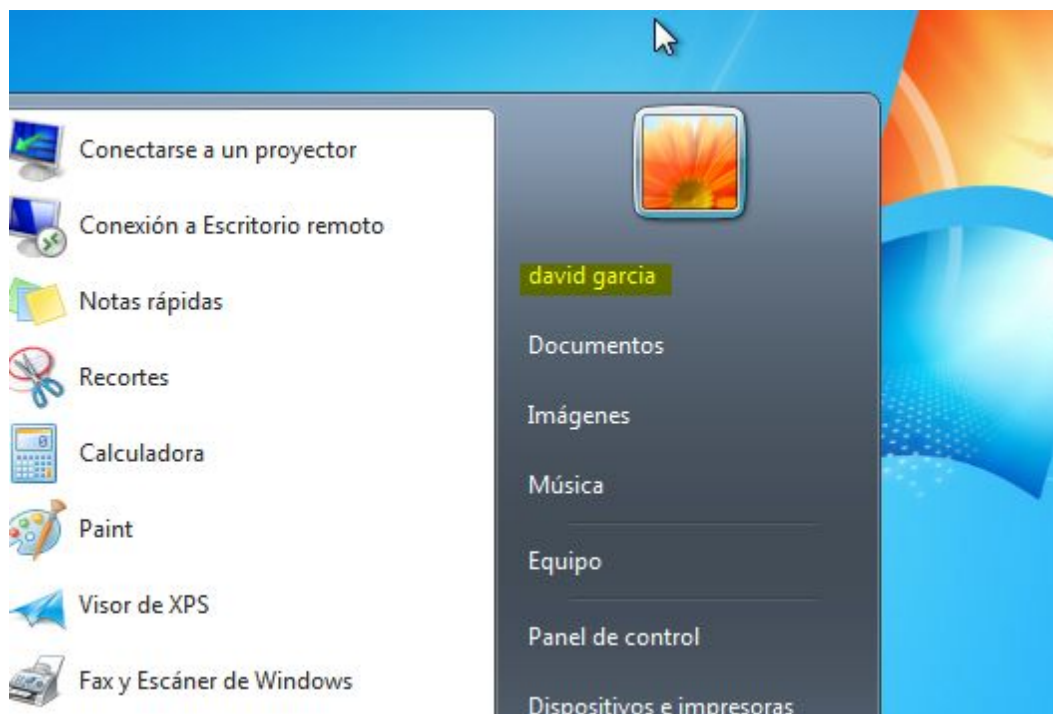 Conectarse a un proyector
Conexión a Escritorio remoto
Notas rápidas
Recortes
Calculadora
Paint
Visor de XPS
Fax y Escáner de Windows
david garcia
Documentos
Imágenes
Música
Equipo
Panel de control
Dispositivos e impresoras